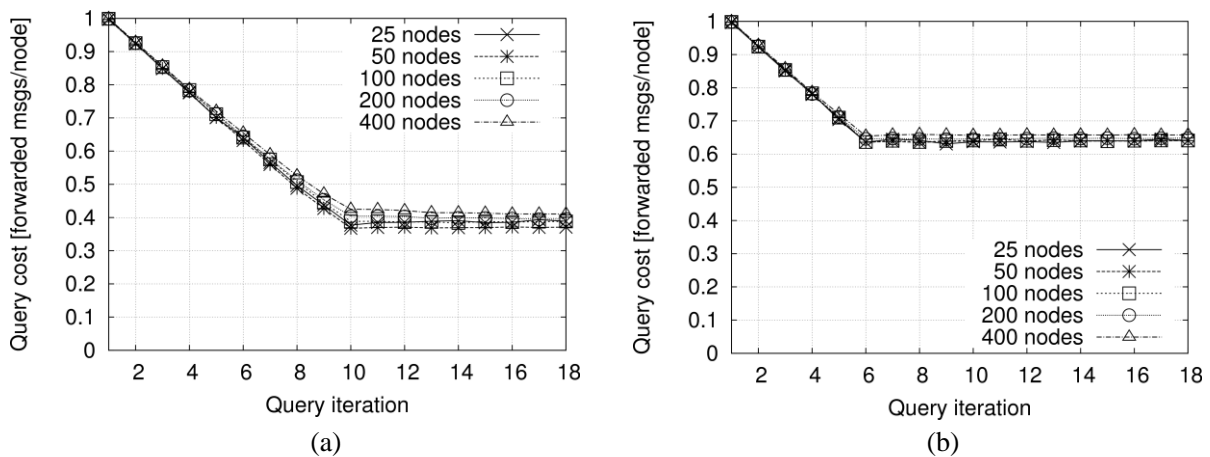 Query cost [forwarded msgs/node]
1
0.9
0.8
0.7
0.6
0.5
0.4
0.3
0.2
0.1
0
25 nodes
50 nodes
100 nodes
200 nodes
400 nodes
2 4 6 8 10 12 14 16 18
Query iteration
(a)
Query cost [forwarded msgs/node]
1
0.9
0.8
0.7
0.6
0.5
0.4
0.3
0.2
0.1
0
25 nodes
50 nodes
100 nodes
200 nodes
400 nodes
2 4 6 8 10 12 14 16 18
Query iteration
(b)